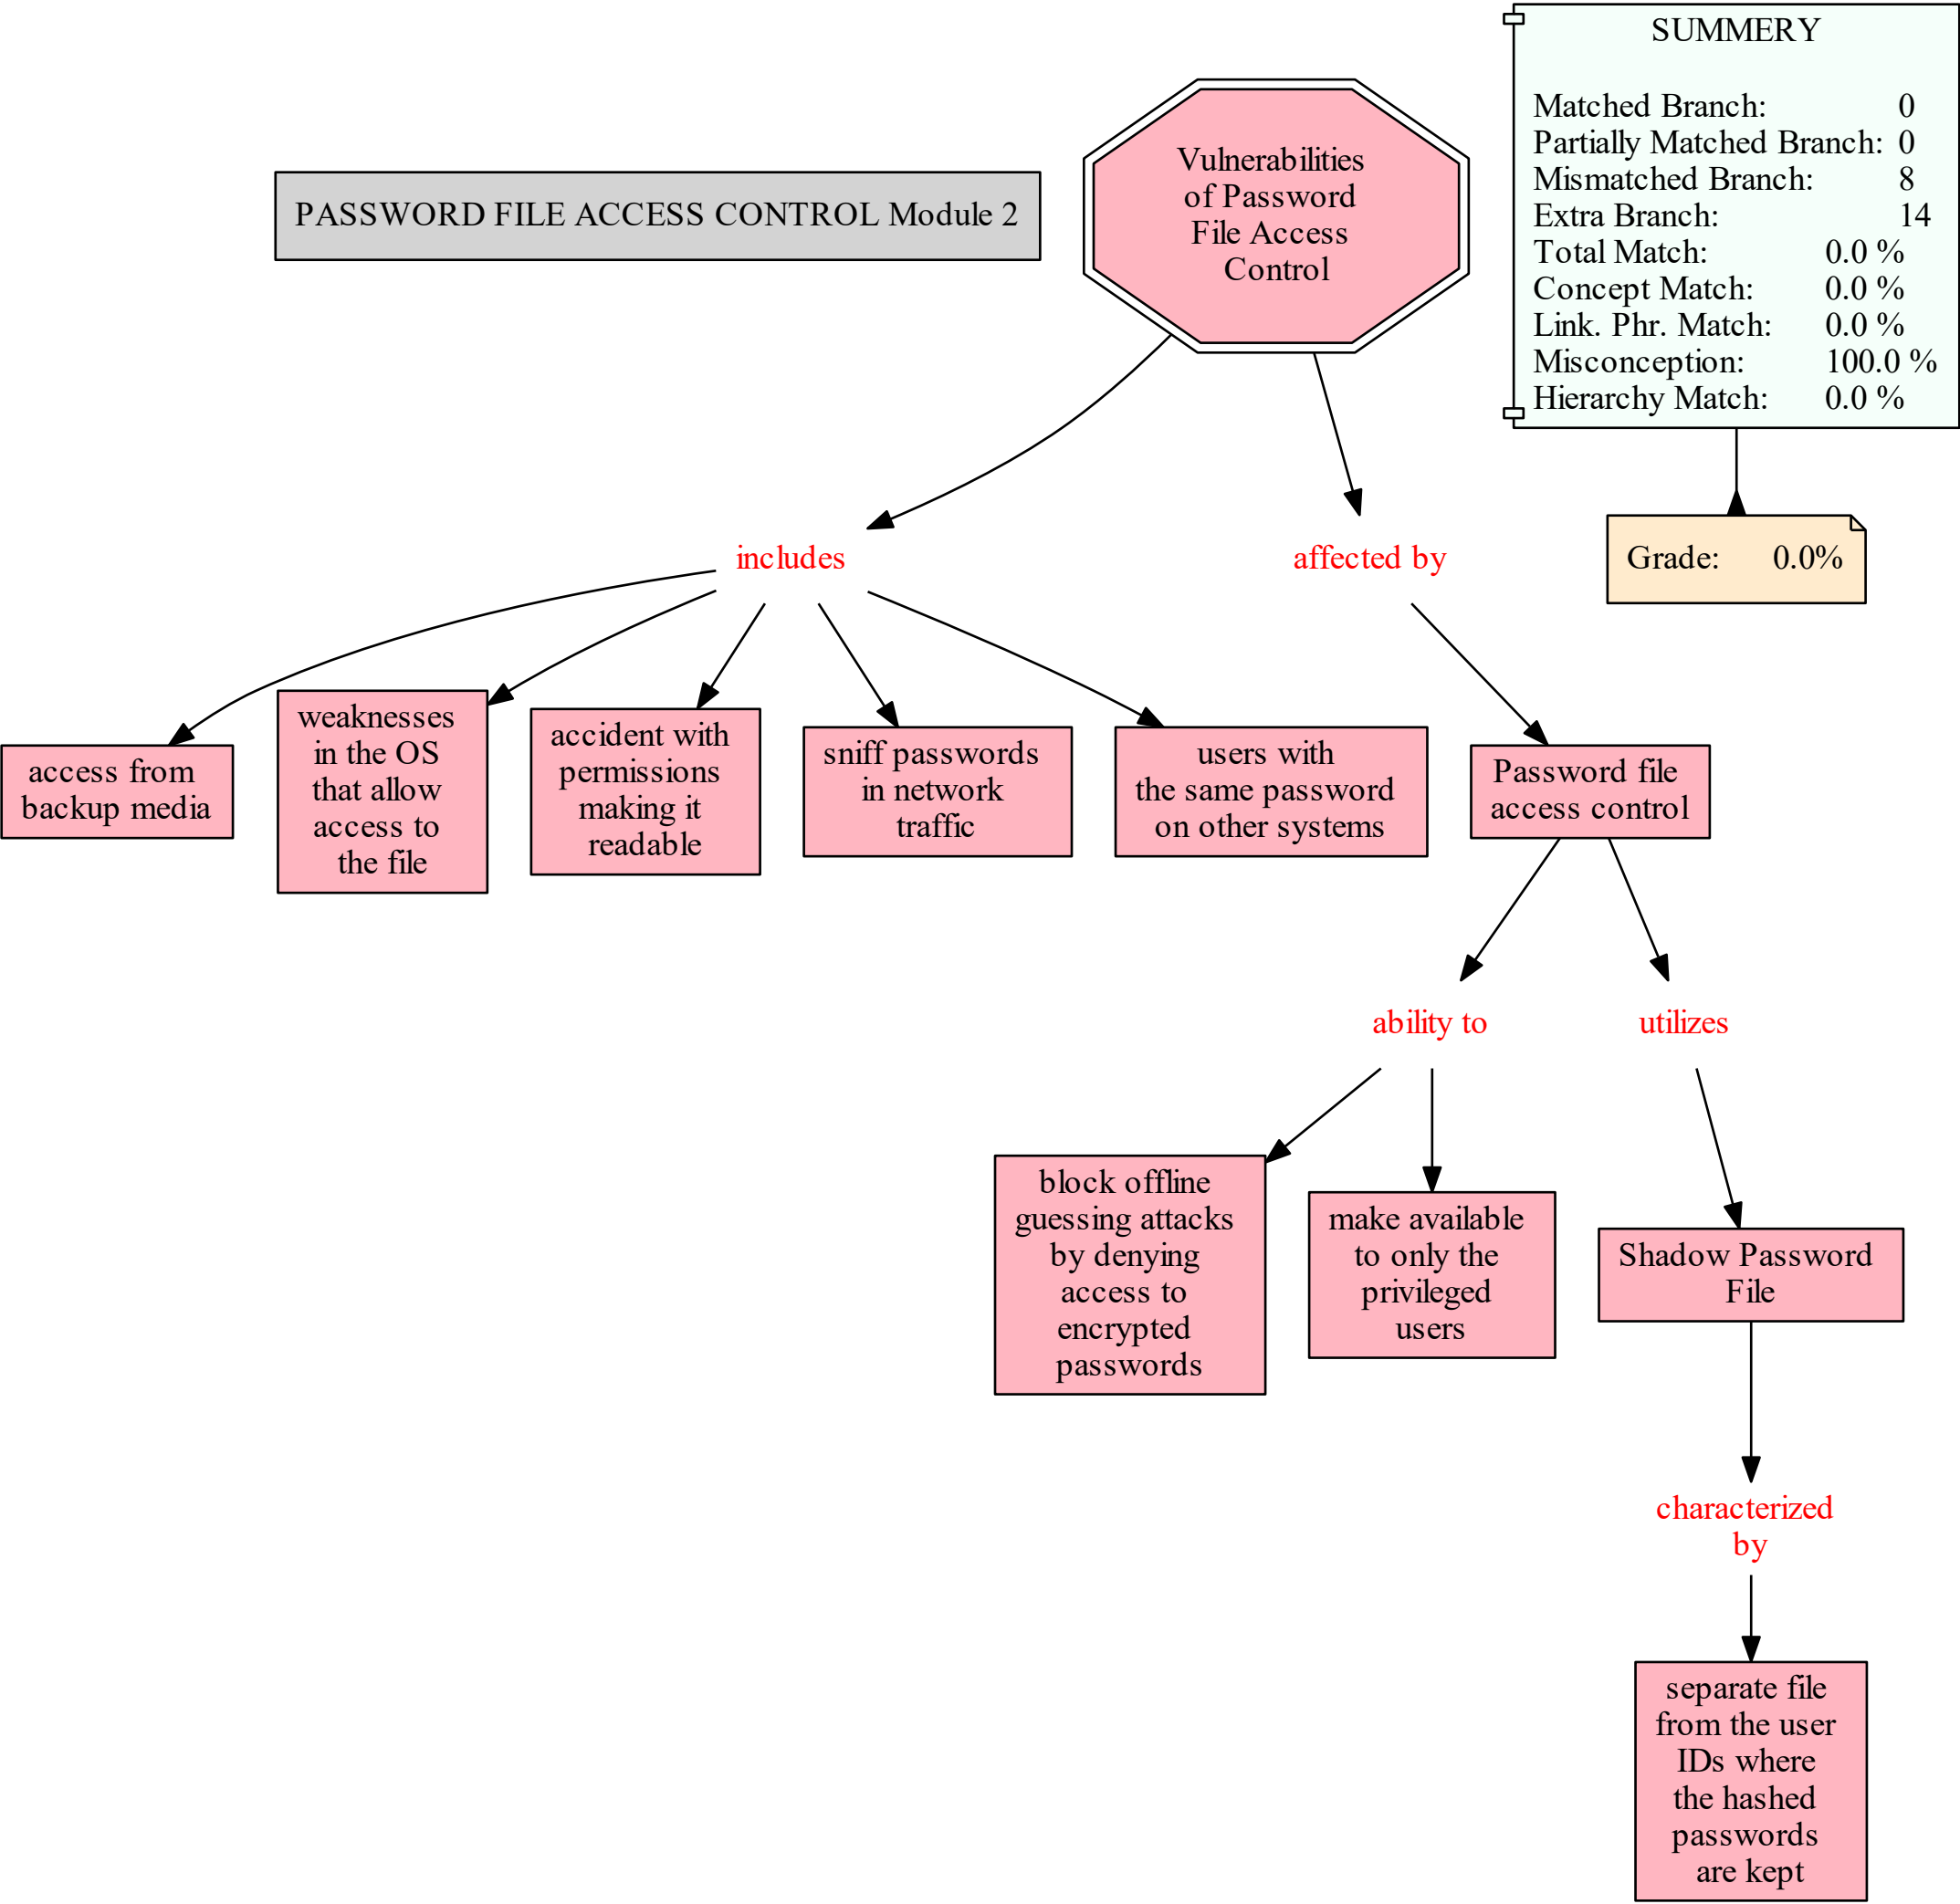 SUMMERY
Matched Branch: 0
Partially Matched Branch: 0
Mismatched Branch: 8
Extra Branch: 14
Total Match: 0.0 %
Concept Match: 0.0 %
Link. Phr. Match: 0.0 %
Misconception: 100.0 %
Hierarchy Match: 0.0 %
PASSWORD FILE ACCESS CONTROL Module 2
Vulnerabilities
of Password
File Access
Control
includes
affected by
Grade: 0.0%
access from
backup media
weaknesses
in the OS
that allow
access to
the file
accident with
permissions
making it
readable
sniff passwords
in network
traffic
users with
the same password
on other systems
Password file
access control
ability to
utilizes
block offline
guessing attacks
by denying
access to
encrypted
passwords
make available
to only the
privileged
users
Shadow Password
File
characterized
by
separate file
from the user
IDs where
the hashed
passwords
are kept